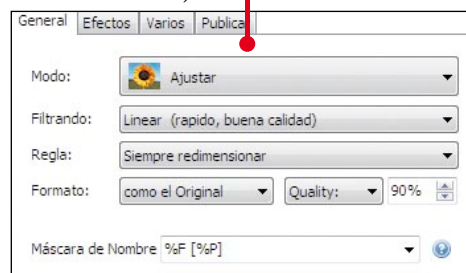 General Efectos Varios Publica
Modo: Ajustar
Filtrando: Linear (rapido, buena calidad)
Regla: Siempre redimensionar
Formato: como el Original Quality: 90%
Máscara de Nombre %F [%P]